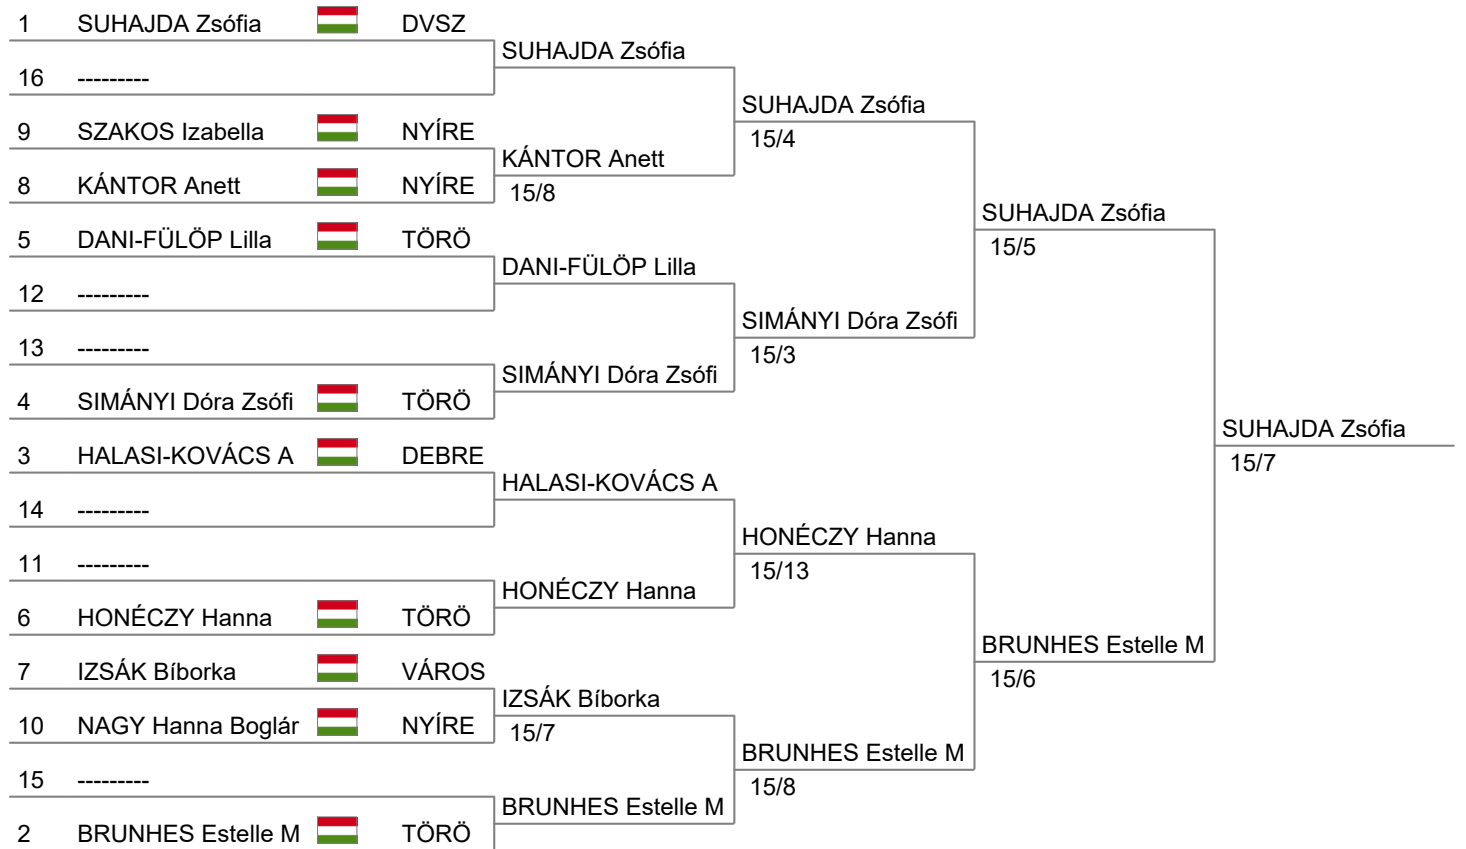 1 SUHAJDA Zsófia DVSZ
SUHAJDA Zsófia
16 ---------
SUHAJDA Zsófia
15/4
9 SZAKOS Izabella NYÍRE
KÁNTOR Anett
15/8
8 KÁNTOR Anett NYÍRE
SUHAJDA Zsófia
15/5
5 DANI-FÜLÖP Lilla TÖRÖ
DANI-FÜLÖP Lilla
12 ---------
SIMÁNYI Dóra Zsófi
15/3
13 ---------
SIMÁNYI Dóra Zsófi
4 SIMÁNYI Dóra Zsófi TÖRÖ
SUHAJDA Zsófia
15/7
3 HALASI-KOVÁCS A DEBRE
HALASI-KOVÁCS A
14 ---------
HONÉCZY Hanna
15/13
11 ---------
HONÉCZY Hanna
6 HONÉCZY Hanna TÖRÖ
BRUNHES Estelle M
15/6
7 IZSÁK Bíborka VÁROS
IZSÁK Bíborka
15/7
10 NAGY Hanna Boglár NYÍRE
BRUNHES Estelle M
15/8
15 ---------
BRUNHES Estelle M
2 BRUNHES Estelle M TÖRÖ